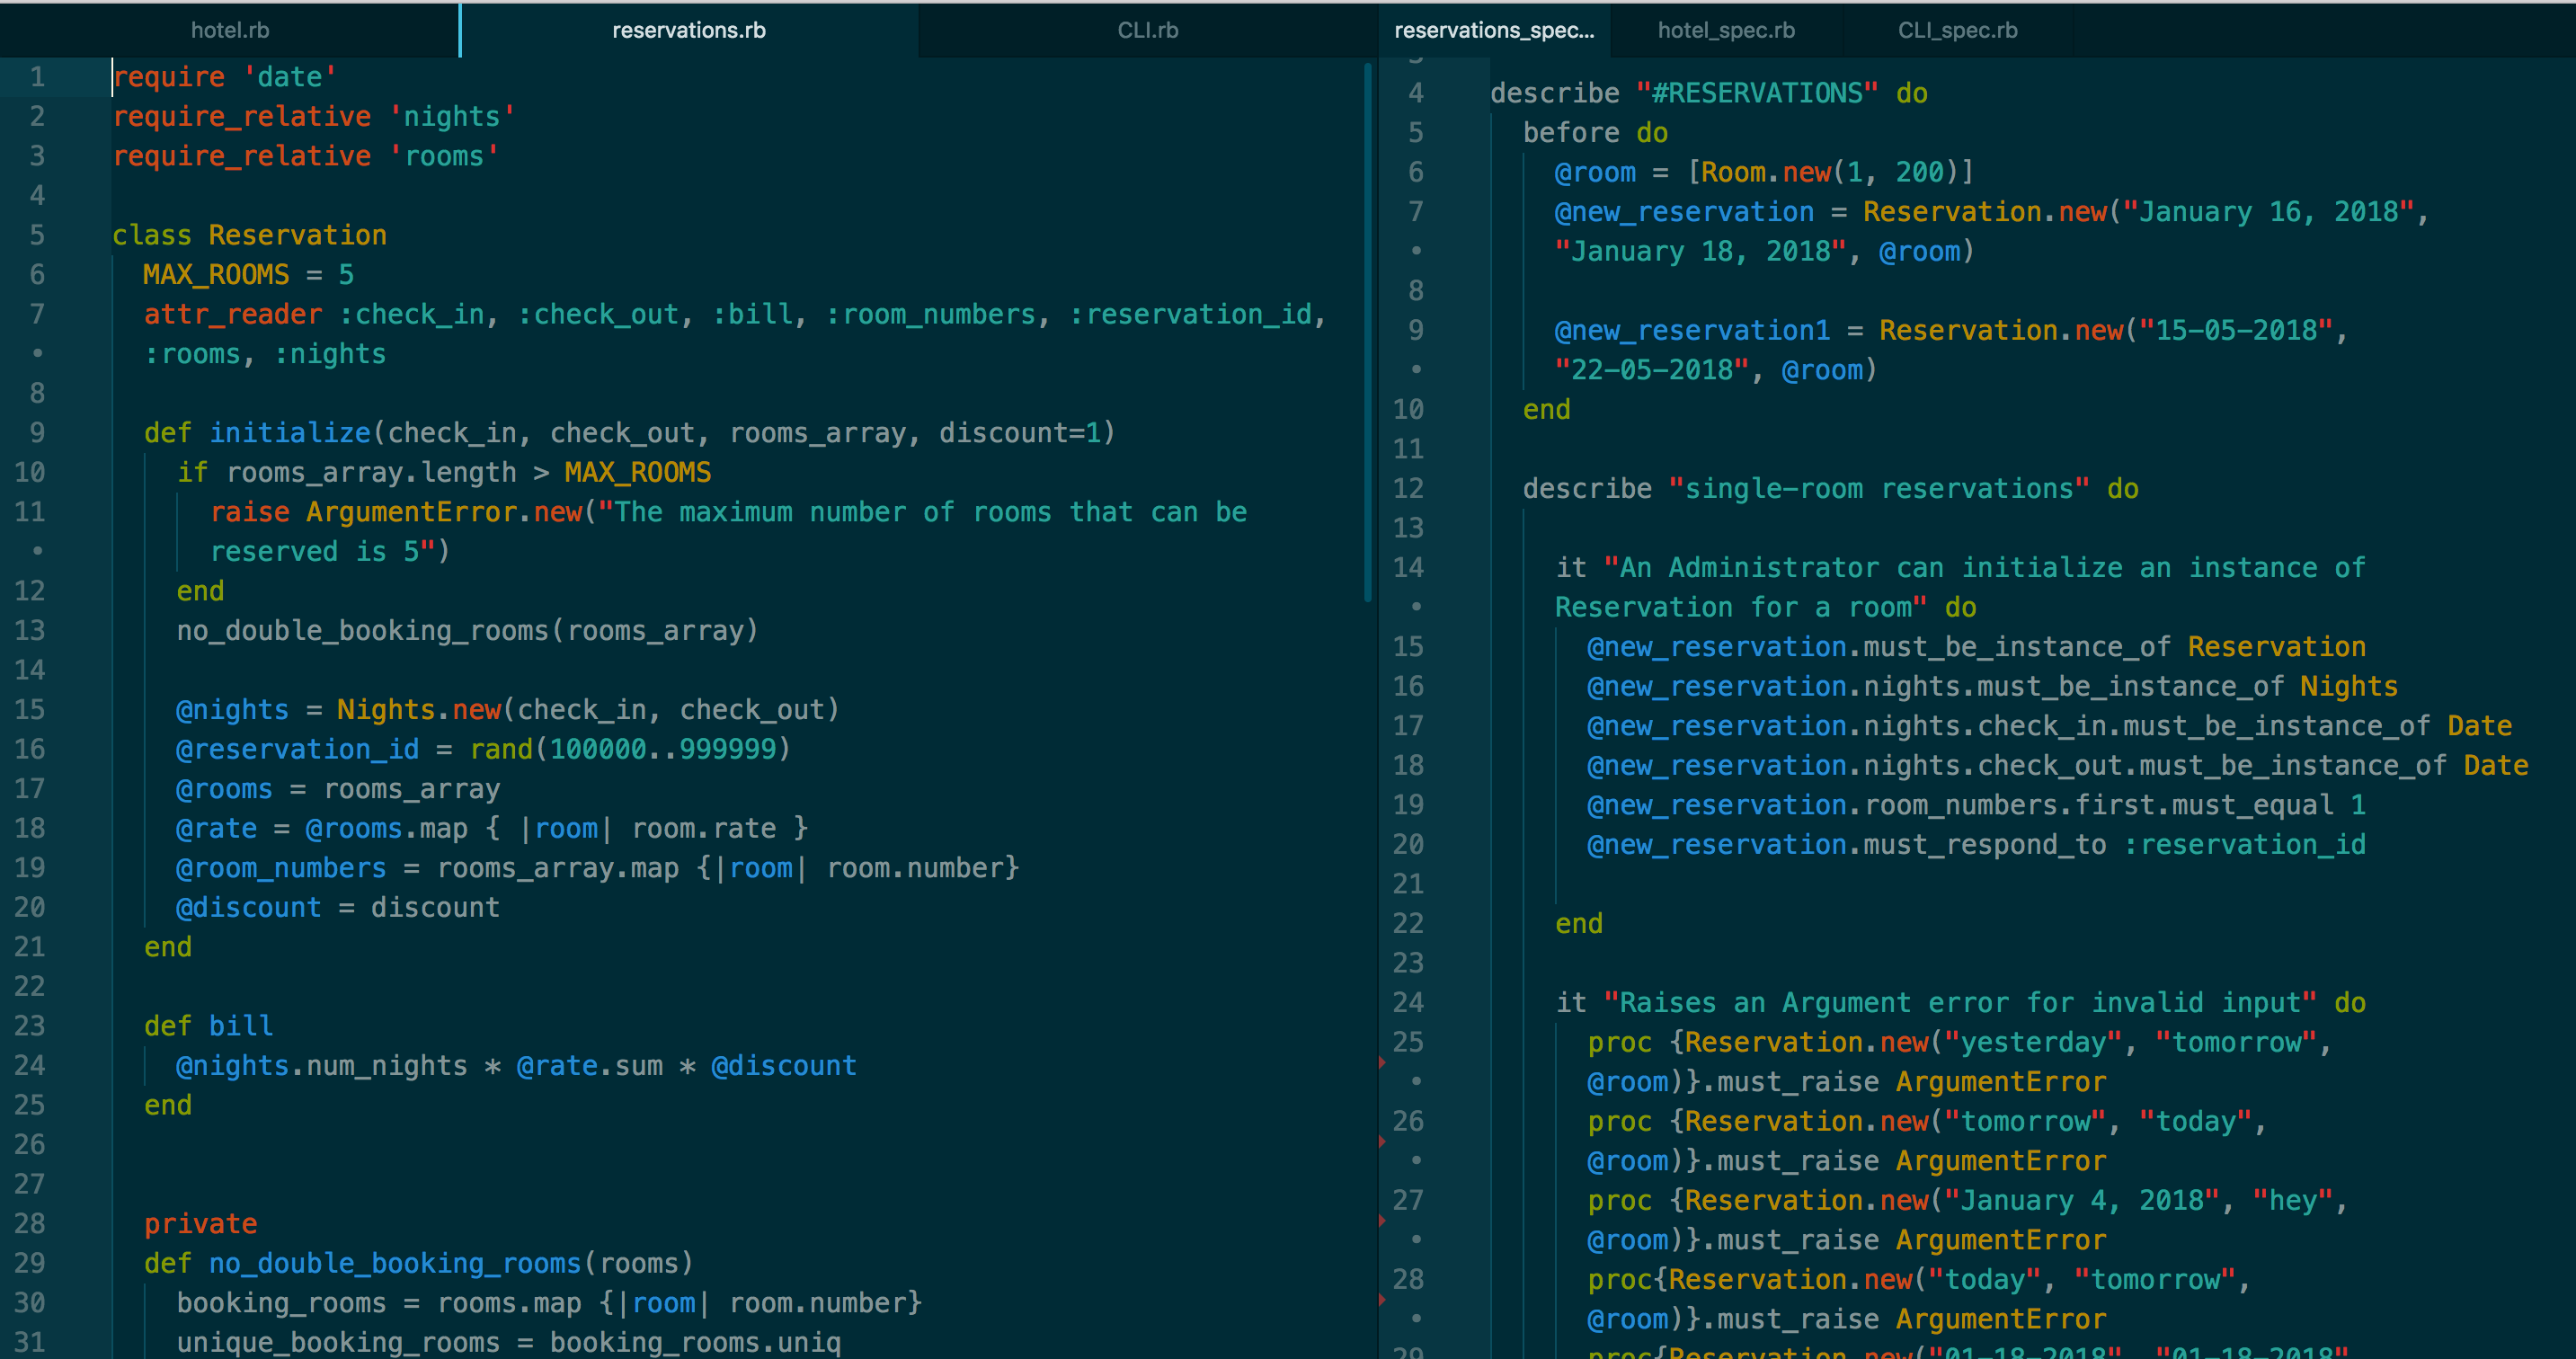 hotel.rb
reservations.rb
CLI.rb
1 require 'date'
2 require_relative 'nights'
3 require_relative 'rooms'
4
5 class Reservation
6 MAX_ROOMS = 5
7 attr_reader :check_in, :check_out, :bill, :room_numbers, :reservation_id,
• :rooms, :nights
8
9 def initialize(check_in, check_out, rooms_array, discount=1)
10 if rooms_array.length > MAX_ROOMS
11 raise ArgumentError.new("The maximum number of rooms that can be
• reserved is 5")
12 end
13 no_double_booking_rooms(rooms_array)
14
15 @nights = Nights.new(check_in, check_out)
16 @reservation_id = rand(100000..999999)
17 @rooms = rooms_array
18 @rate = @rooms.map { |room| room.rate }
19 @room_numbers = rooms_array.map {|room| room.number}
20 @discount = discount
21 end
22
23 def bill
24 @nights.num_nights * @rate.sum * @discount
25 end
26
27
28 private
29 def no_double_booking_rooms(rooms)
30 booking_rooms = rooms.map {|room| room.number}
31 unique_booking_rooms = booking_rooms.uniq
reservations_spec...
hotel_spec.rb
CLI_spec.rb
4 describe "#RESERVATIONS" do
5 before do
6 @room = [Room.new(1, 200)]
7 @new_reservation = Reservation.new("January 16, 2018",
• "January 18, 2018", @room)
8
9 @new_reservation1 = Reservation.new("15-05-2018",
• "22-05-2018", @room)
10 end
11
12 describe "single-room reservations" do
13
14 it "An Administrator can initialize an instance of
• Reservation for a room" do
15 @new_reservation.must_be_instance_of Reservation
16 @new_reservation.nights.must_be_instance_of Nights
17 @new_reservation.nights.check_in.must_be_instance_of Date
18 @new_reservation.nights.check_out.must_be_instance_of Date
19 @new_reservation.room_numbers.first.must_equal 1
20 @new_reservation.must_respond_to :reservation_id
21
22 end
23
24 it "Raises an Argument error for invalid input" do
25 proc {Reservation.new("yesterday", "tomorrow",
• @room)}.must_raise ArgumentError
26 proc {Reservation.new("tomorrow", "today",
• @room)}.must_raise ArgumentError
27 proc {Reservation.new("January 4, 2018", "hey",
• @room)}.must_raise ArgumentError
28 proc{Reservation.new("today", "tomorrow",
• @room)}.must_raise ArgumentError
29 proc{Reservation.new("01-18-2018", "01-18-2018"